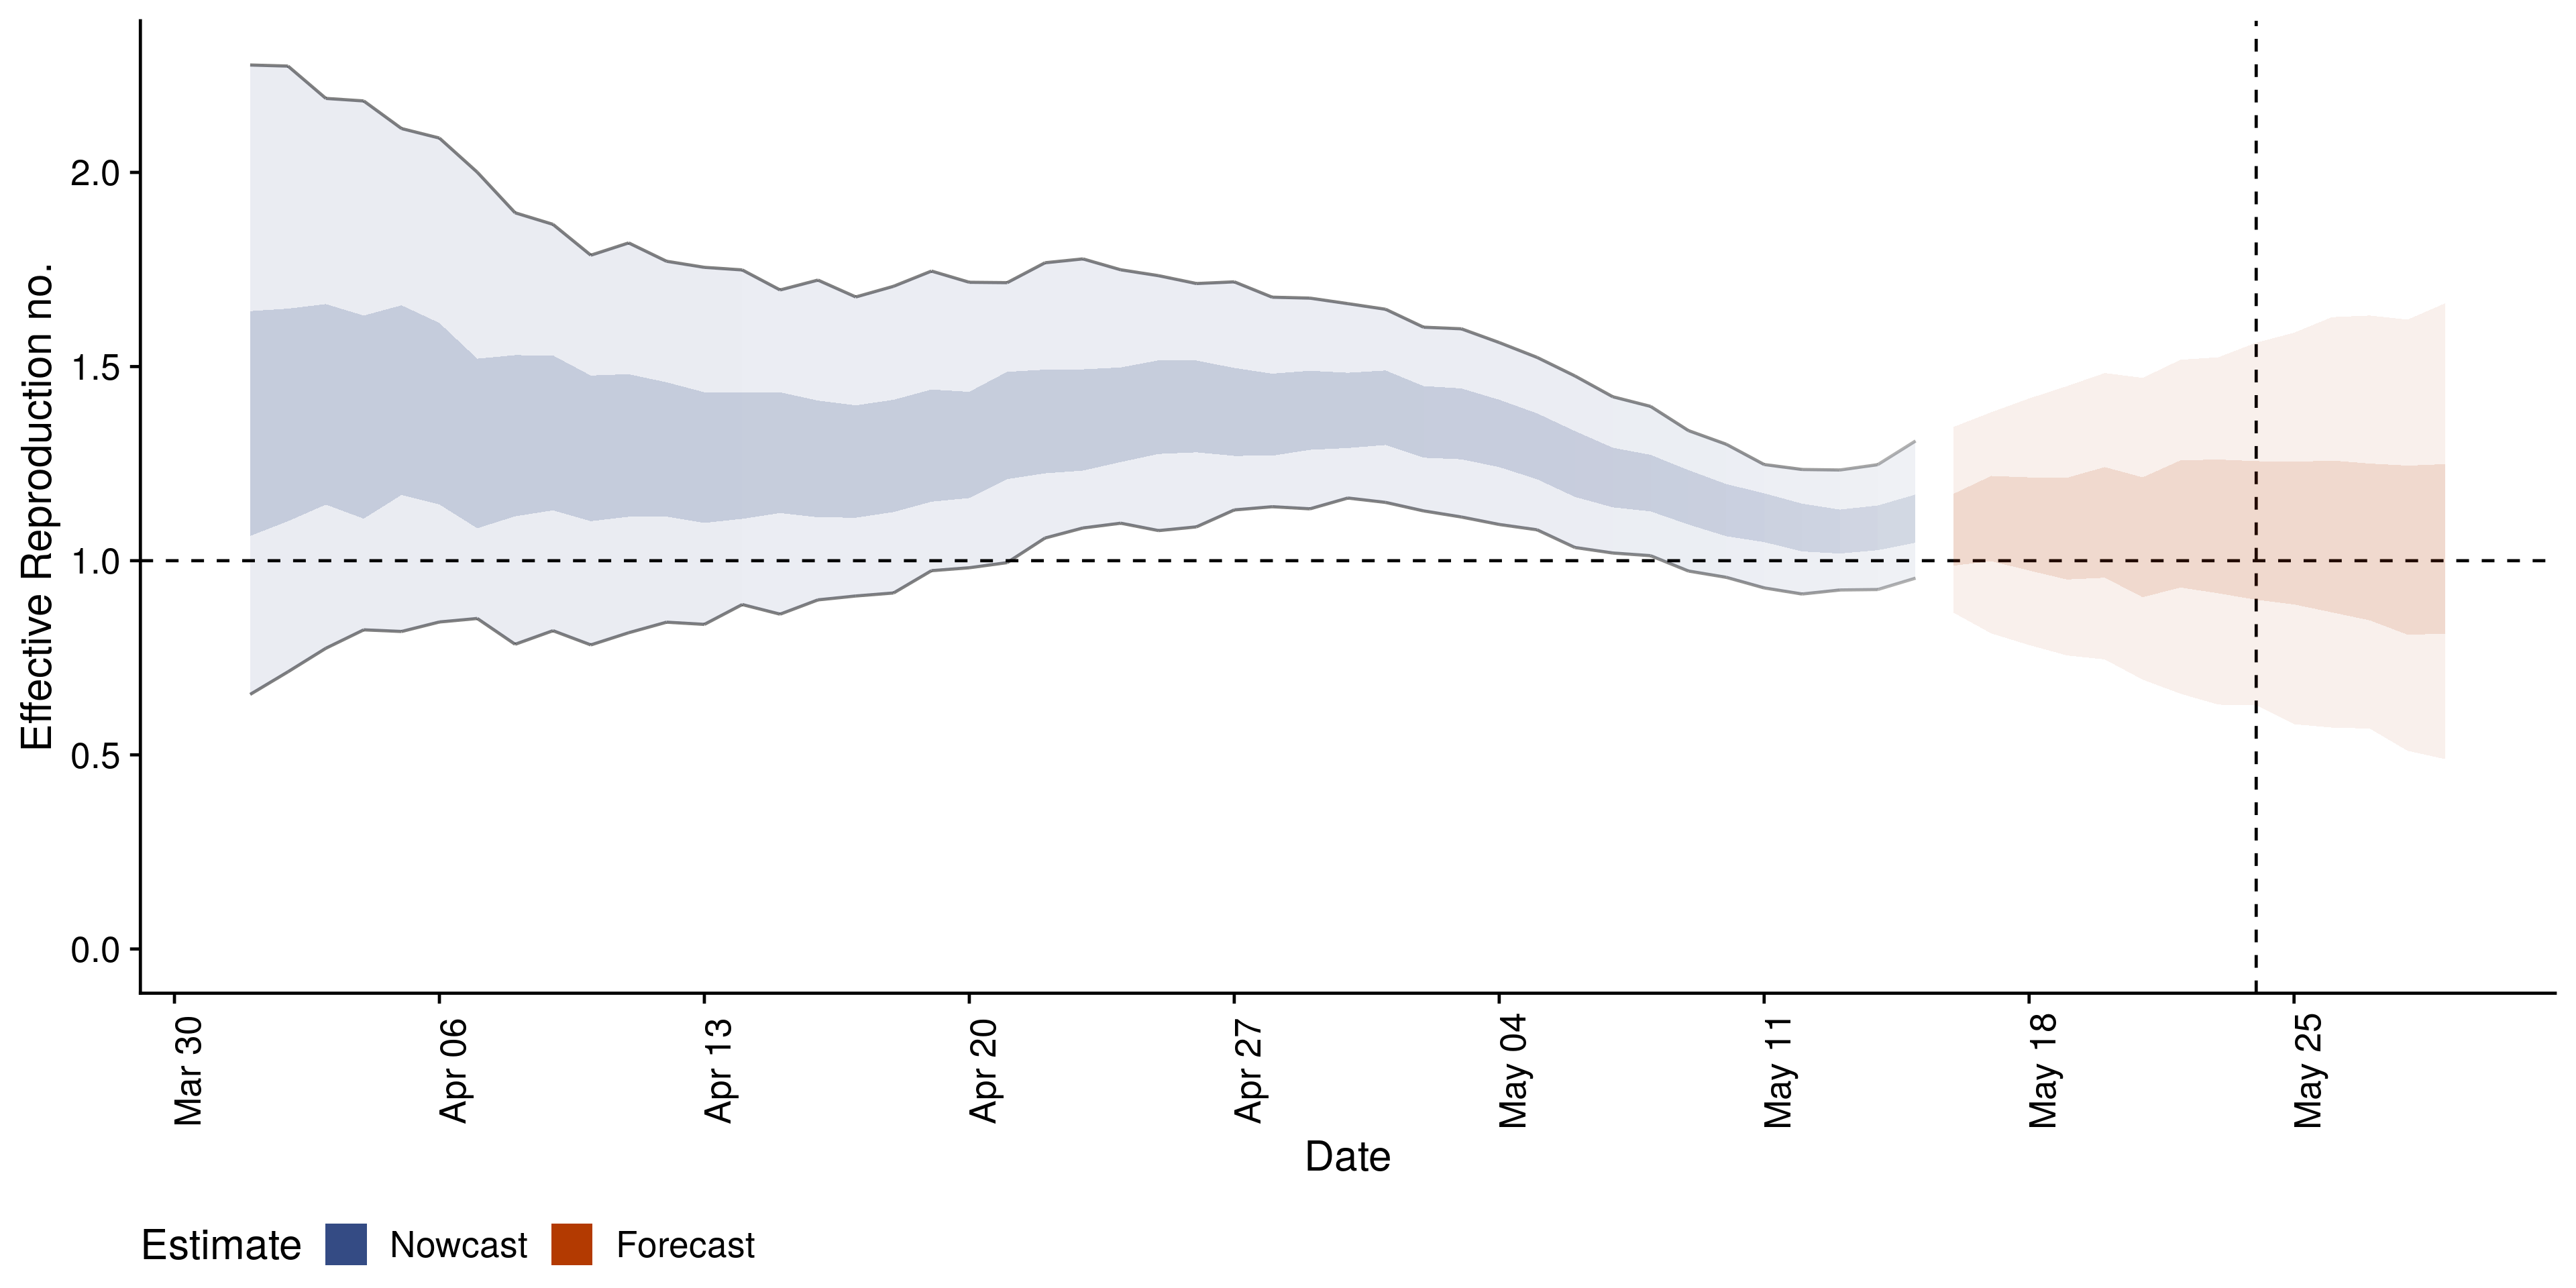 Effective Reproduction no.
2.0
1.5
1.0
0.5
0.0
Mar 30
Apr 06
Apr 13
Apr 20
Apr 27
May 04
May 11
May 18
May 25
Date
Estimate Nowcast Forecast